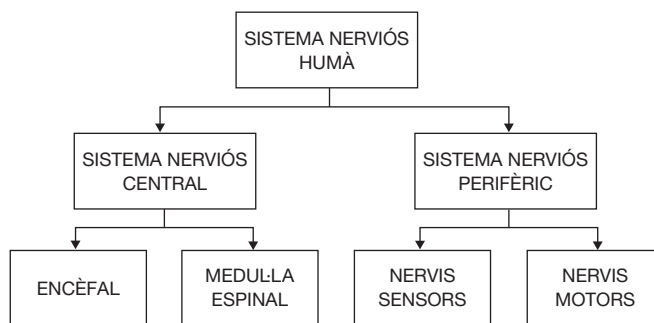 SISTEMA NERVIÓS
HUMÀ
SISTEMA NERVIÓS
CENTRAL
SISTEMA NERVIÓS
PERIFÈRIC
ENCÈFAL
MEDUL·LA
ESPINAL
NERVIS
SENSORS
NERVIS
MOTORS